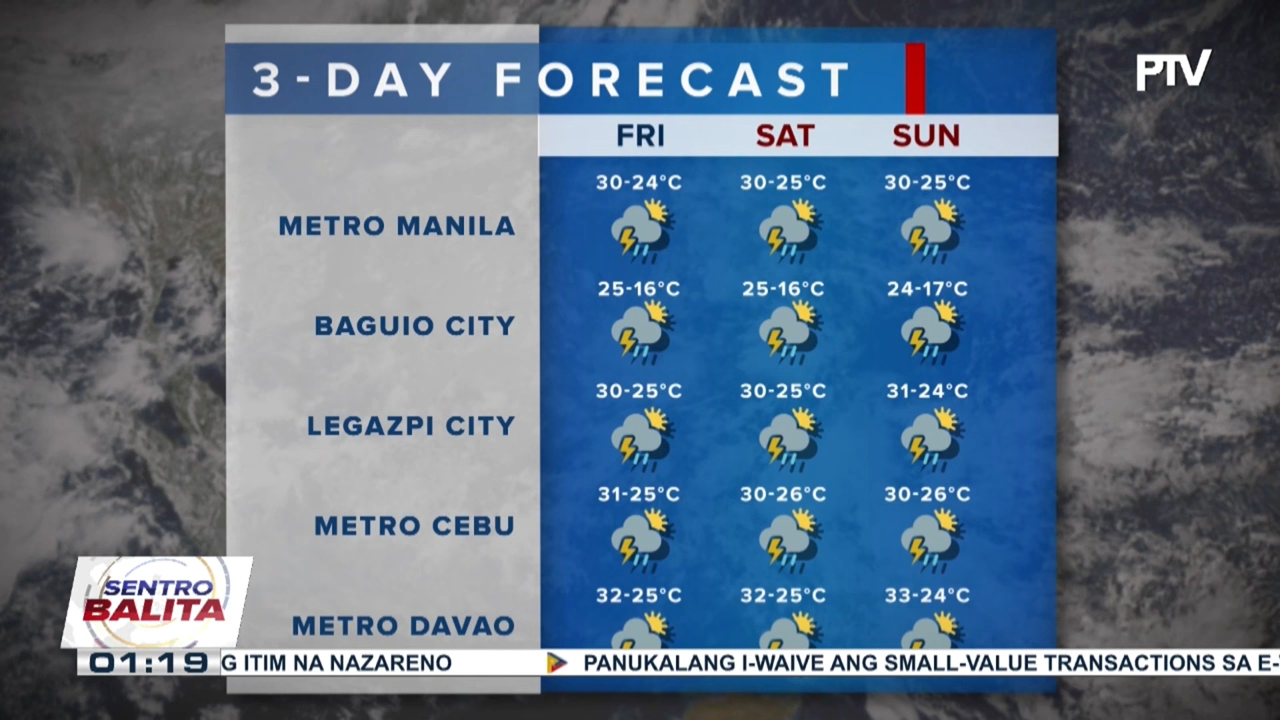 3-DAY FORECAST
PTV
FRI SAT SUN
30-24°C 30-25°C 30-25°C
METRO MANILA
25-16°C 25-16°C 24-17°C
BAGUIO CITY
30-25°C 30-25°C 31-24°C
LEGAZPI CITY
31-25°C 30-26°C 30-26°C
METRO CEBU
32-25°C 32-25°C 33-24°C
METRO DAVAO
SENTRO
BALITA
01:19 G ITIM NA NAZARENO PANUKALANG I-WAIVE ANG SMALL-VALUE TRANSACTIONS SA E-